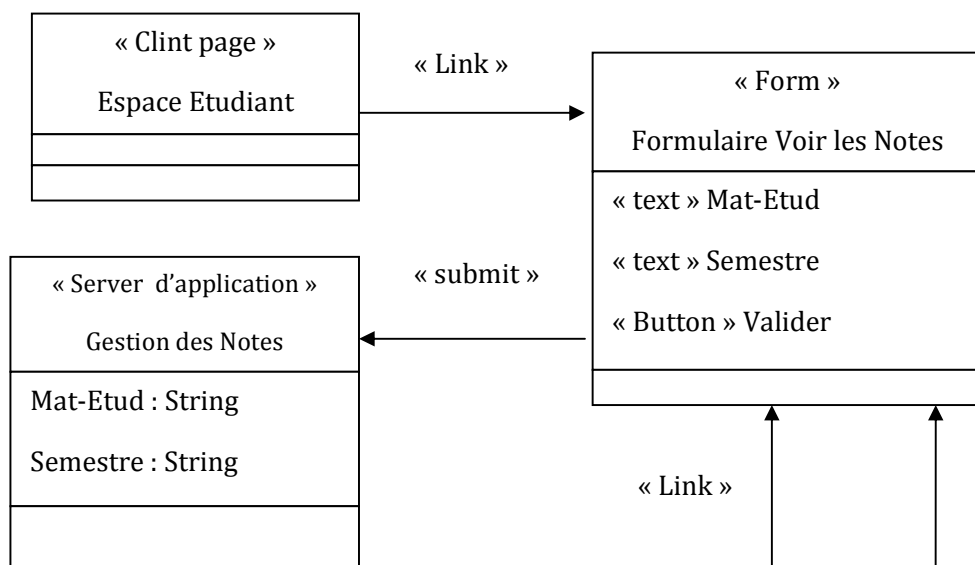 « Clint page »
Espace Etudiant
« Link »
« Form »
Formulaire Voir les Notes
« text » Mat-Etud
« text » Semestre
« Button » Valider
« submit »
« Server  d’application »
Gestion des Notes
Mat-Etud : String
Semestre : String
« Link »